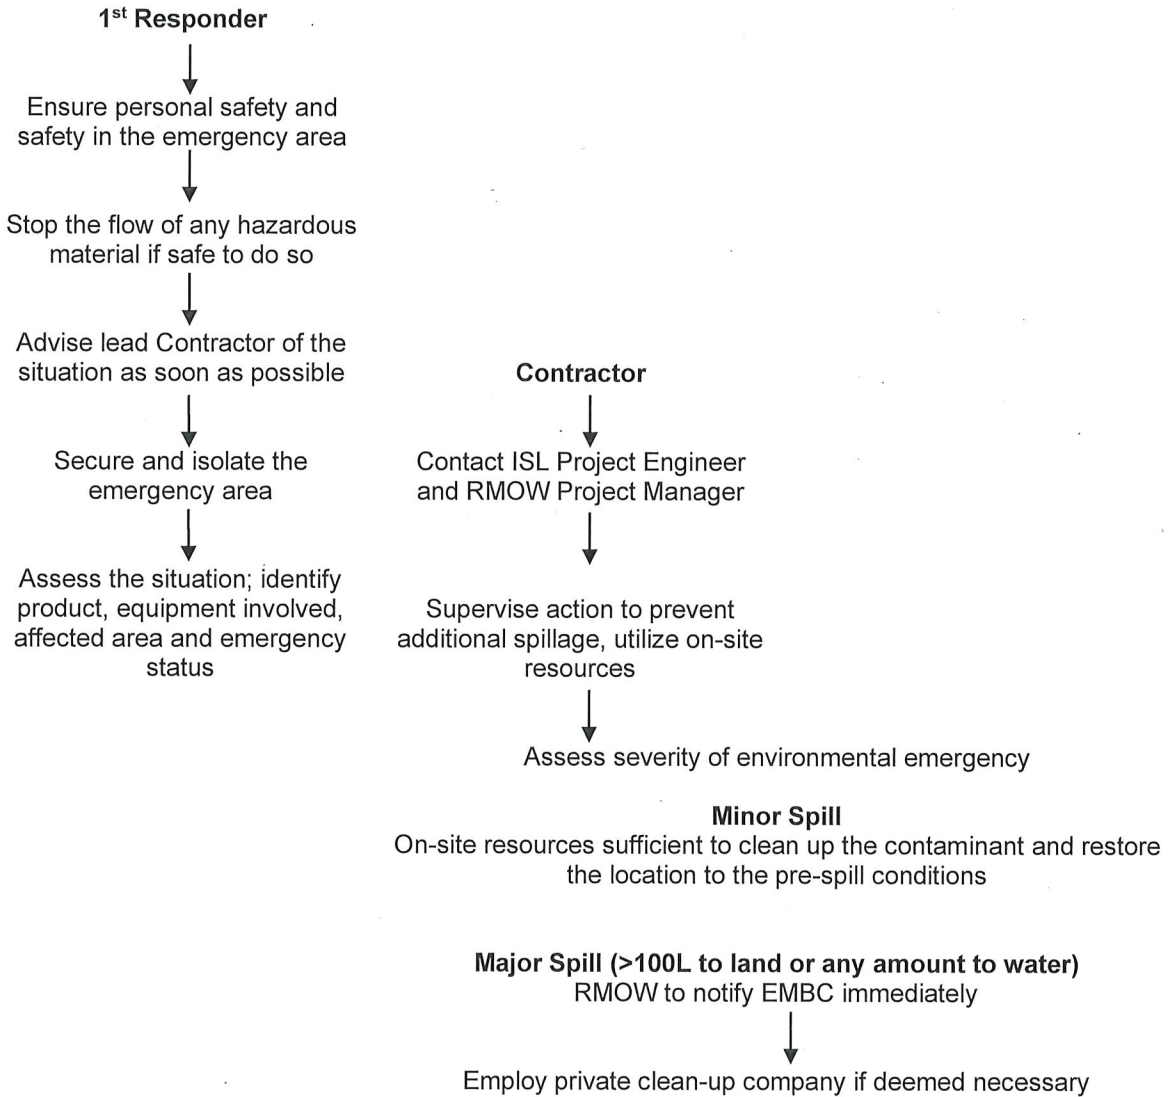 1st Responder
Ensure personal safety and
safety in the emergency area
Stop the flow of any hazardous
material if safe to do so
Advise lead Contractor of the
situation as soon as possible
Secure and isolate the
emergency area
Assess the situation; identify
product, equipment involved,
affected area and emergency
status
Contractor
Contact ISL Project Engineer
and RMOW Project Manager
Supervise action to prevent
additional spillage, utilize on-site
resources
Assess severity of environmental emergency
Minor Spill
On-site resources sufficient to clean up the contaminant and restore
the location to the pre-spill conditions
Major Spill (>100L to land or any amount to water)
RMOW to notify EMBC immediately
Employ private clean-up company if deemed necessary